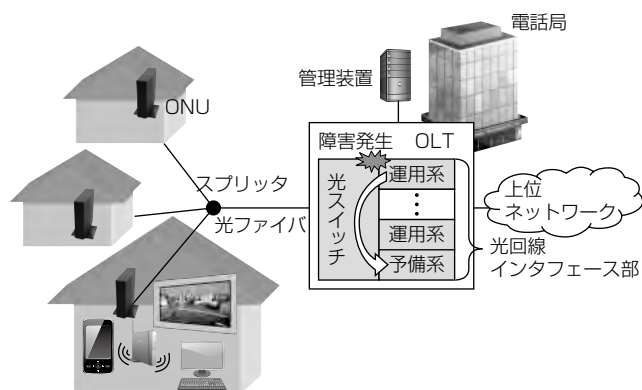 電話局
管理装置
ONU
障害発生 OLT
スプリッタ
光スイッチ
運用系
⋮
運用系
予備系
光ファイバ
上位
ネットワーク
光回線
インタフェース部